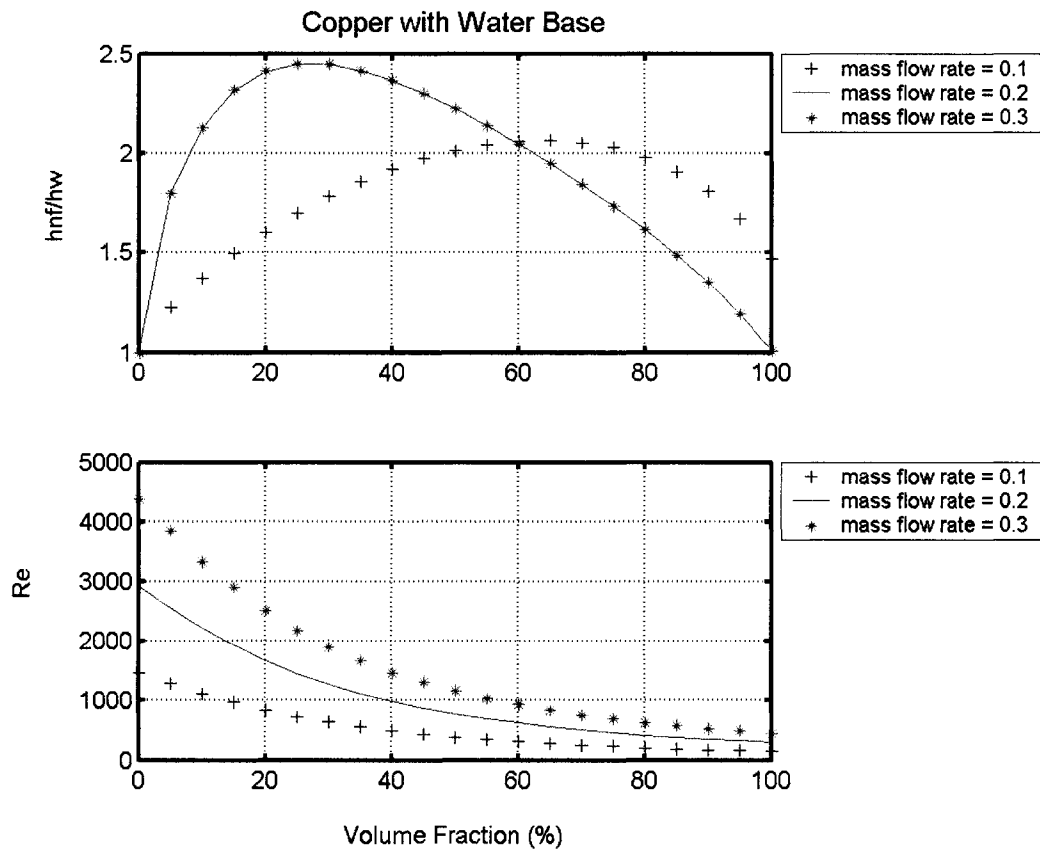 Copper with Water Base
2.5
2
1.5
1
hnf/hw
0 20 40 60 80 100
+ mass flow rate = 0.1
mass flow rate = 0.2
* mass flow rate = 0.3
5000
4000
3000
2000
1000
0
Re
0 20 40 60 80 100
Volume Fraction (%)
+ mass flow rate = 0.1
mass flow rate = 0.2
* mass flow rate = 0.3